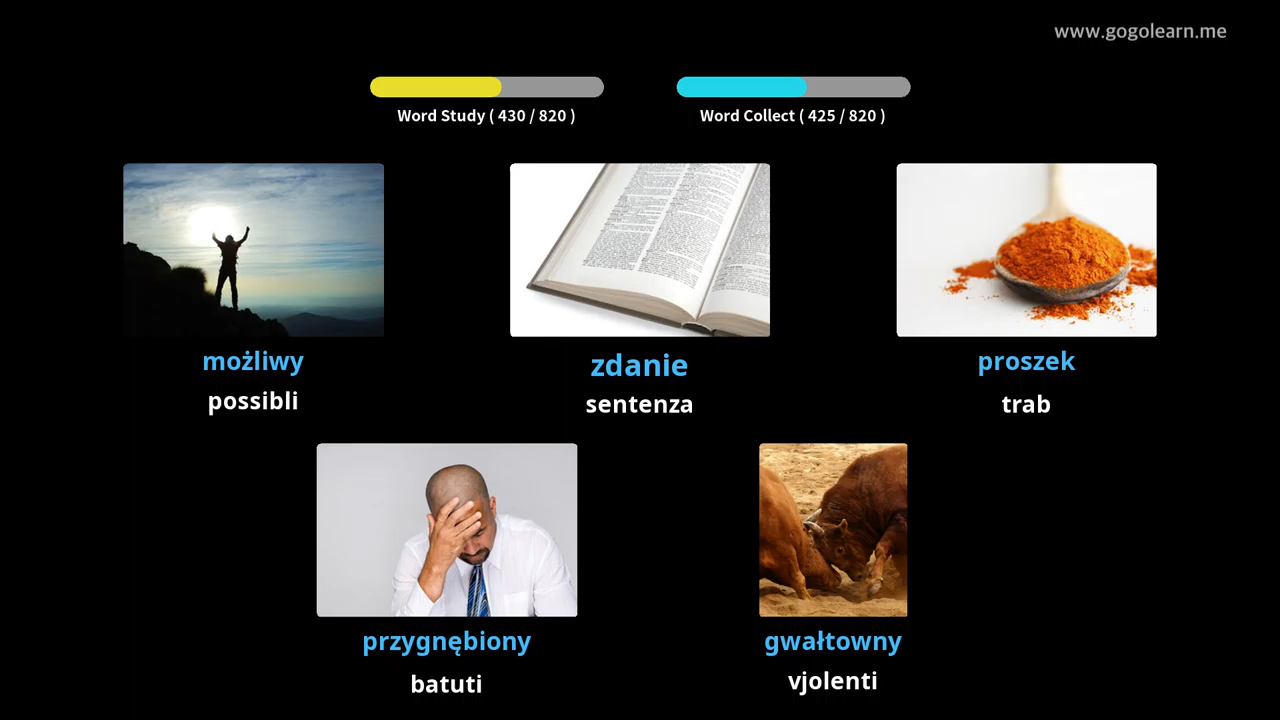 www.gogolearn.me
Word Study ( 430 / 820 )
Word Collect ( 425 / 820 )
możliwy
possibli
zdanie
sentenza
proszek
trab
przygnębiony
batuti
gwałtowny
vjolenti